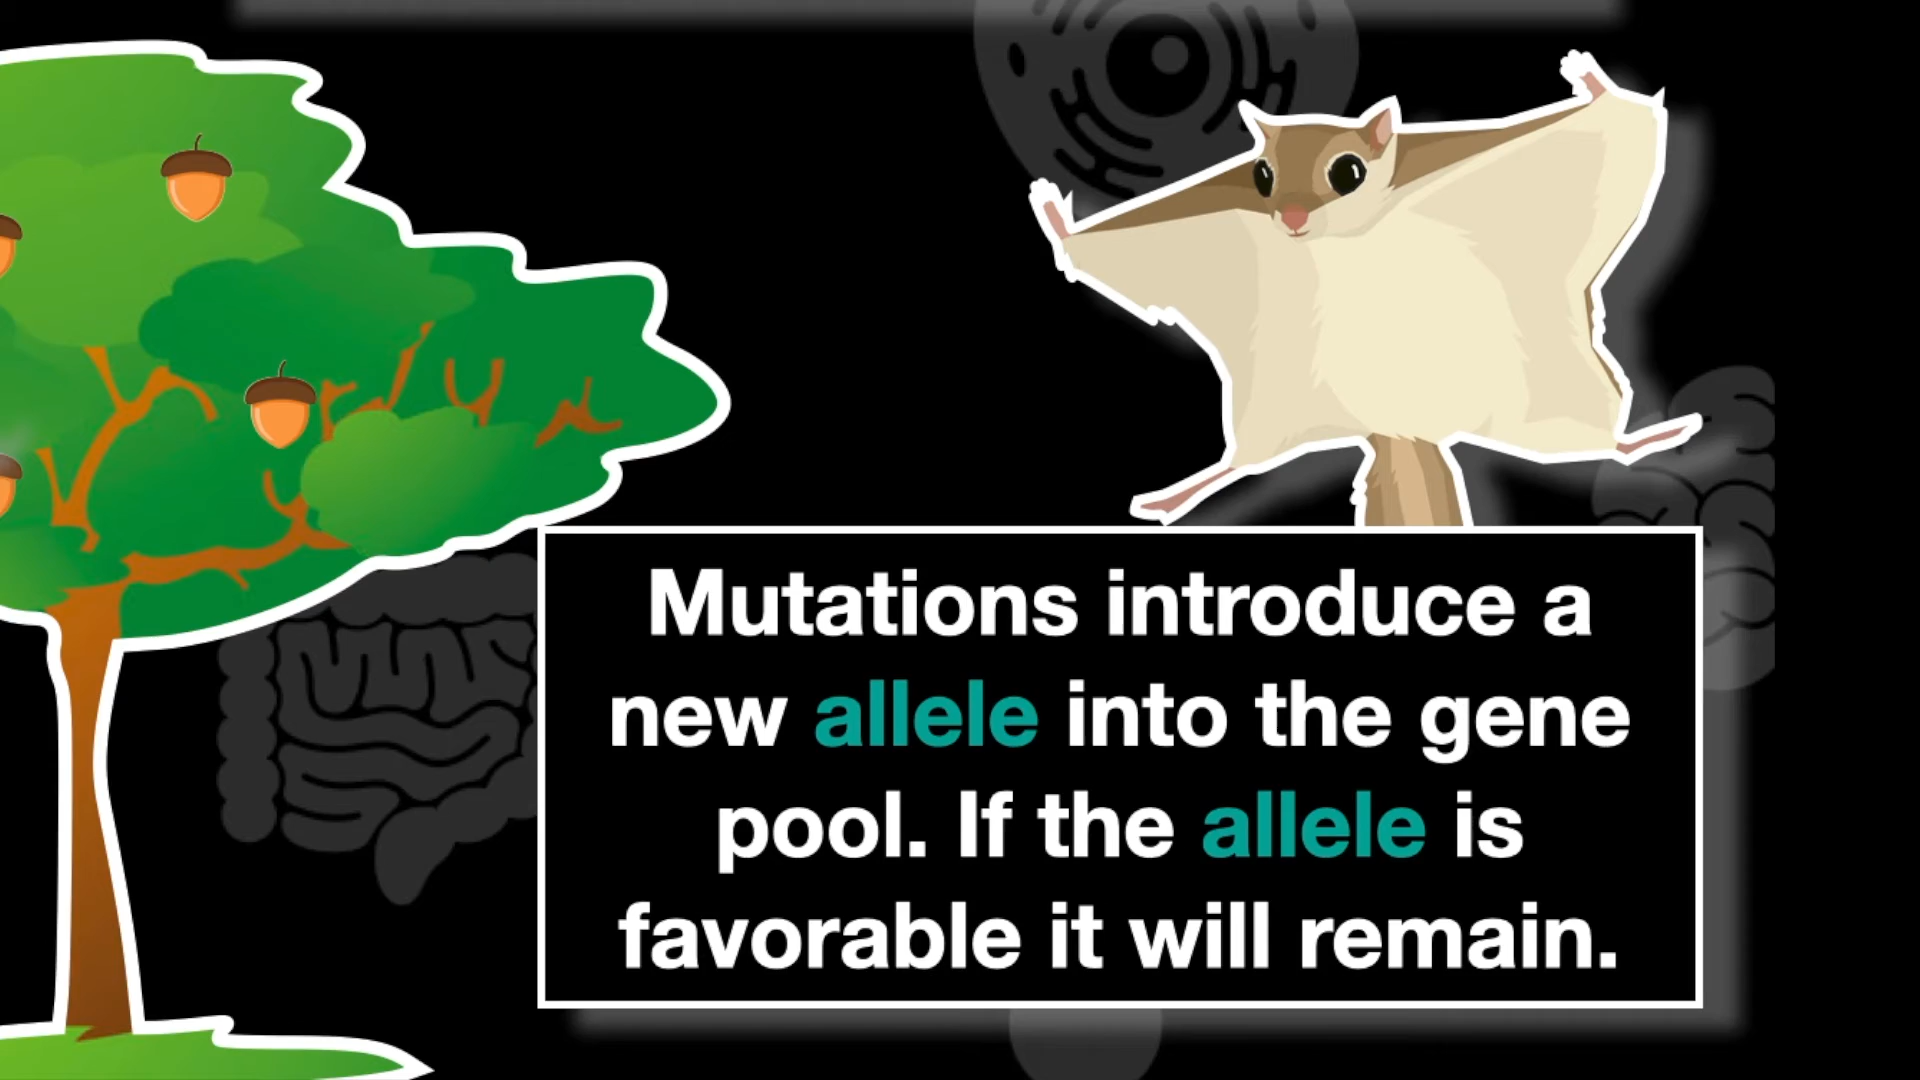 Mutations introduce a
new allele into the gene
pool. If the allele is
favorable it will remain.